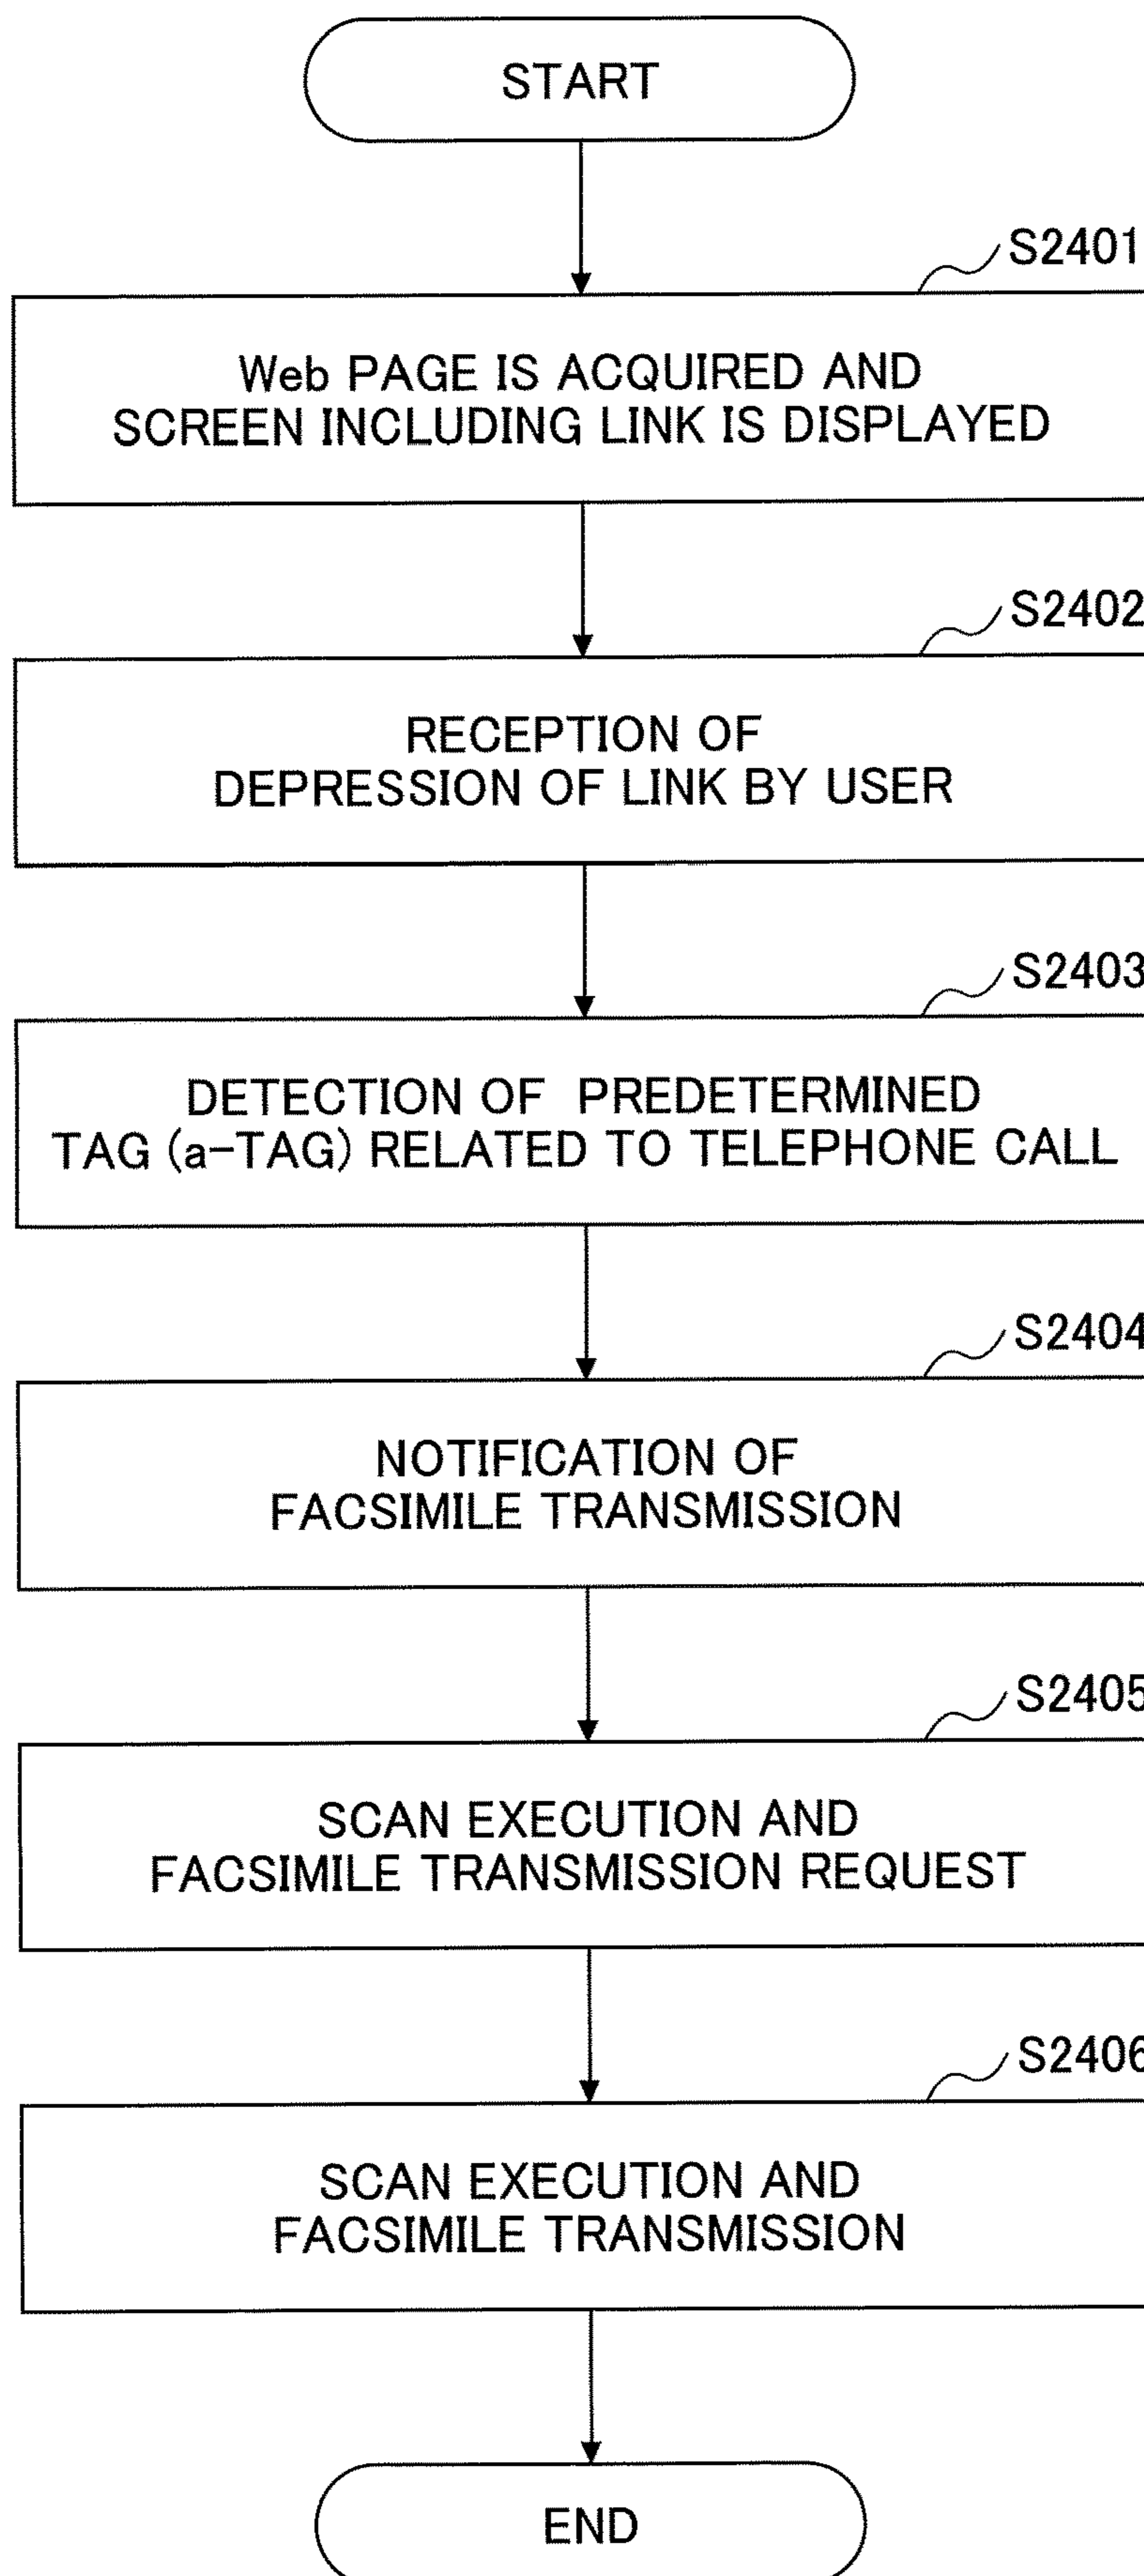 START
S2401
Web PAGE IS ACQUIRED AND
SCREEN INCLUDING LINK IS DISPLAYED
S2402
RECEPTION OF
DEPRESSION OF LINK BY USER
S2403
DETECTION OF PREDETERMINED
TAG (a-TAG) RELATED TO TELEPHONE CALL
S2404
NOTIFICATION OF
FACSIMILE TRANSMISSION
S2405
SCAN EXECUTION AND
FACSIMILE TRANSMISSION REQUEST
S2406
SCAN EXECUTION AND
FACSIMILE TRANSMISSION
END